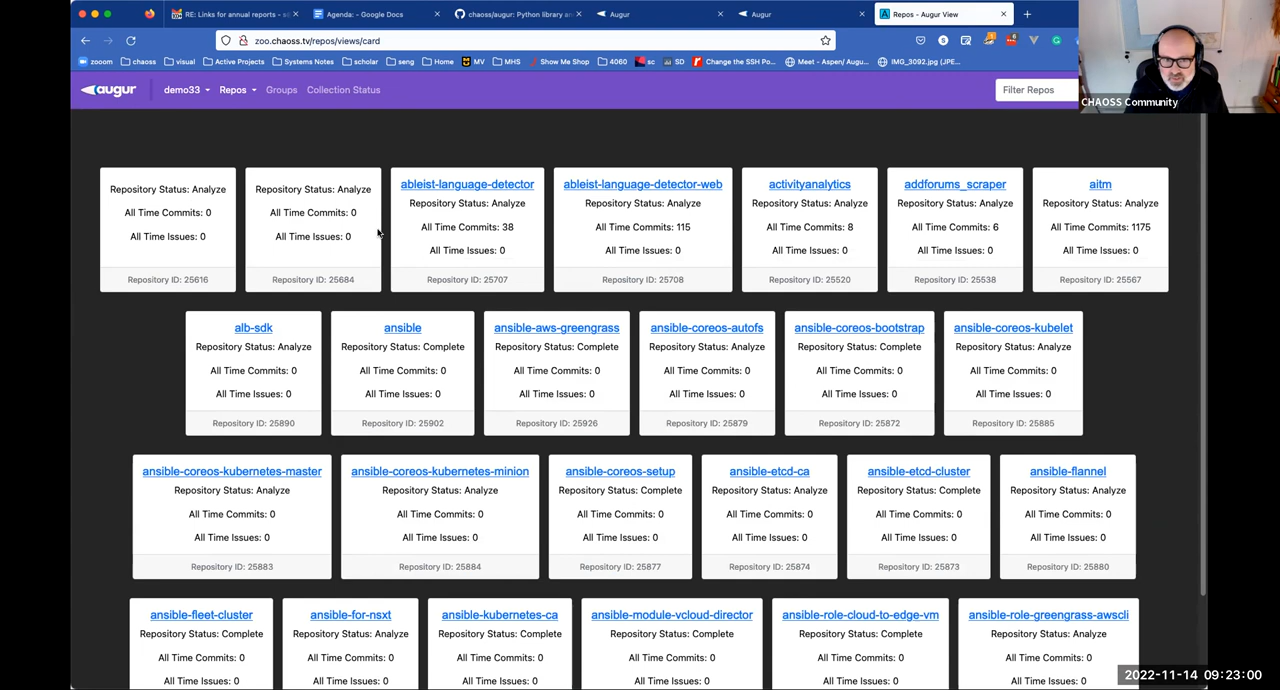 RE: Links for annual reports - s
Agenda: - Google Docs
chaoss/augur: Python library an
Augur
Augur
Repos - Augur View
zoo.chaoss.tv/repos/views/card
zooom
chaoss
visual
Active Projects
Systems Notes
scholar
seng
Home
MV
MHS
Show Me Shop
4060
sc
SD
Change the SSH Po...
Meet - Aspen/ Augu...
IMG_3092.jpg (JPE...
CHAOSS Community
augur
demo33
Repos
Groups
Collection Status
Filter Repos
Repository Status: Analyze
All Time Commits: 0
All Time Issues: 0
Repository ID: 25616
Repository Status: Analyze
All Time Commits: 0
All Time Issues: 0
Repository ID: 25684
ableist-language-detector
Repository Status: Analyze
All Time Commits: 38
All Time Issues: 0
Repository ID: 25707
ableist-language-detector-web
Repository Status: Analyze
All Time Commits: 115
All Time Issues: 0
Repository ID: 25708
activityanalytics
Repository Status: Analyze
All Time Commits: 8
All Time Issues: 0
Repository ID: 25520
addforums_scraper
Repository Status: Analyze
All Time Commits: 6
All Time Issues: 0
Repository ID: 25538
aitm
Repository Status: Analyze
All Time Commits: 1175
All Time Issues: 0
Repository ID: 25567
alb-sdk
Repository Status: Analyze
All Time Commits: 0
All Time Issues: 0
Repository ID: 25890
ansible
Repository Status: Complete
All Time Commits: 0
All Time Issues: 0
Repository ID: 25902
ansible-aws-greengrass
Repository Status: Complete
All Time Commits: 0
All Time Issues: 0
Repository ID: 25926
ansible-coreos-autofs
Repository Status: Analyze
All Time Commits: 0
All Time Issues: 0
Repository ID: 25879
ansible-coreos-bootstrap
Repository Status: Complete
All Time Commits: 0
All Time Issues: 0
Repository ID: 25872
ansible-coreos-kubelet
Repository Status: Analyze
All Time Commits: 0
All Time Issues: 0
Repository ID: 25885
ansible-coreos-kubernetes-master
Repository Status: Analyze
All Time Commits: 0
All Time Issues: 0
Repository ID: 25883
ansible-coreos-kubernetes-minion
Repository Status: Analyze
All Time Commits: 0
All Time Issues: 0
Repository ID: 25884
ansible-coreos-setup
Repository Status: Complete
All Time Commits: 0
All Time Issues: 0
Repository ID: 25877
ansible-etcd-ca
Repository Status: Analyze
All Time Commits: 0
All Time Issues: 0
Repository ID: 25874
ansible-etcd-cluster
Repository Status: Complete
All Time Commits: 0
All Time Issues: 0
Repository ID: 25873
ansible-flannel
Repository Status: Analyze
All Time Commits: 0
All Time Issues: 0
Repository ID: 25880
ansible-fleet-cluster
Repository Status: Complete
All Time Commits: 0
All Time Issues: 0
ansible-for-nsxt
Repository Status: Analyze
All Time Commits: 0
All Time Issues: 0
ansible-kubernetes-ca
Repository Status: Complete
All Time Commits: 0
All Time Issues: 0
ansible-module-vcloud-director
Repository Status: Complete
All Time Commits: 0
All Time Issues: 0
ansible-role-cloud-to-edge-vm
Repository Status: Complete
All Time Commits: 0
All Time Issues: 0
ansible-role-greengrass-awscli
Repository Status: Analyze
All Time Commits: 0
All Time Issues: 0
2022-11-14 09:23:00